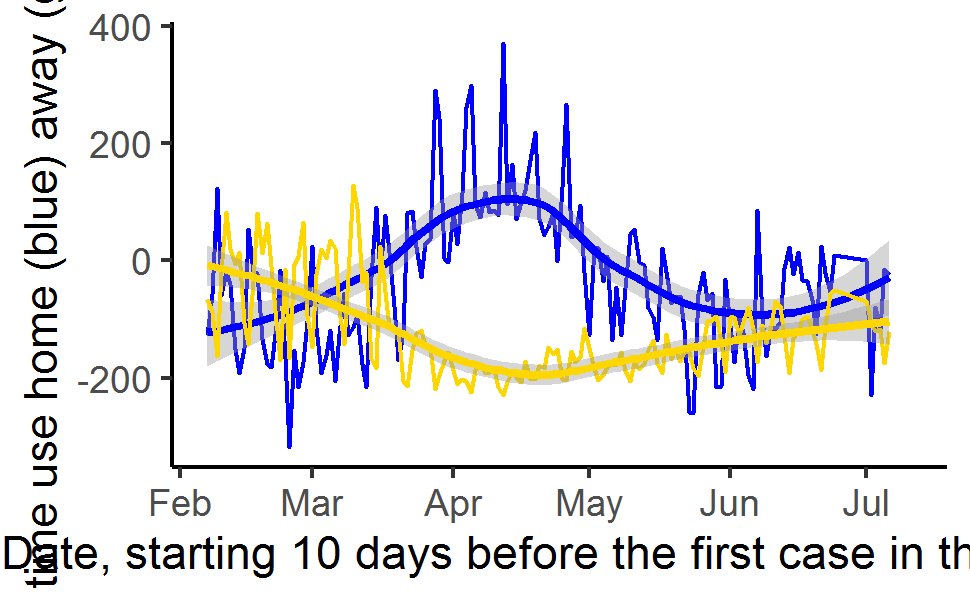 time use home (blue) away (
400
200
0
-200
Feb Mar Apr May Jun Jul
Date, starting 10 days before the first case in th